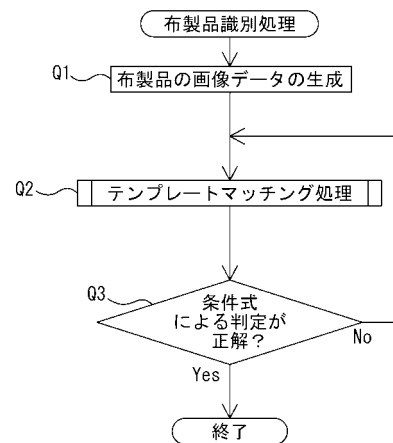 布製品識別処理
Q1
布製品の画像データの生成
Q2
テンプレートマッチング処理
Q3
条件式
による判定が
正解？
No
Yes
終了